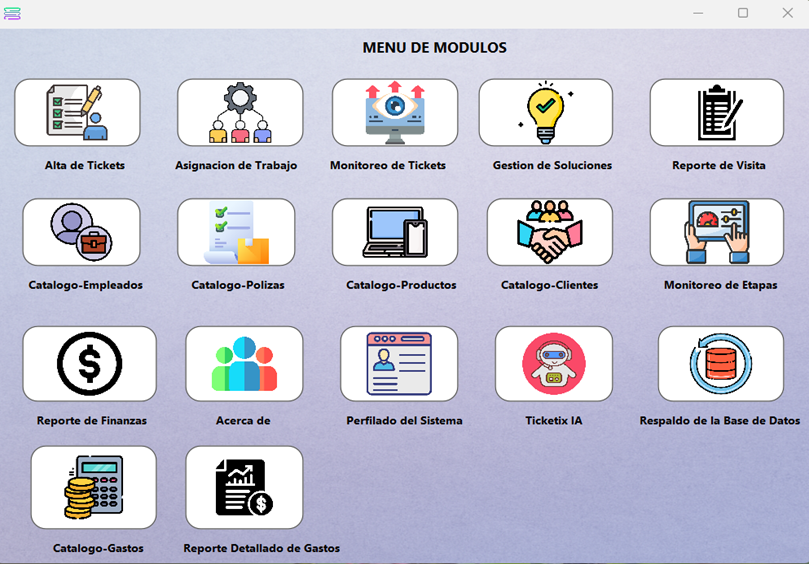 MENU DE MODULOS
Alta de Tickets
Asignacion de Trabajo
Monitoreo de Tickets
Gestion de Soluciones
Reporte de Visita
Catalogo-Empleados
Catalogo-Polizas
Catalogo-Productos
Catalogo-Clientes
Monitoreo de Etapas
Reporte de Finanzas
Acerca de
Perfilado del Sistema
Ticketix IA
Respaldo de la Base de Datos
Catalogo-Gastos
Reporte Detallado de Gastos